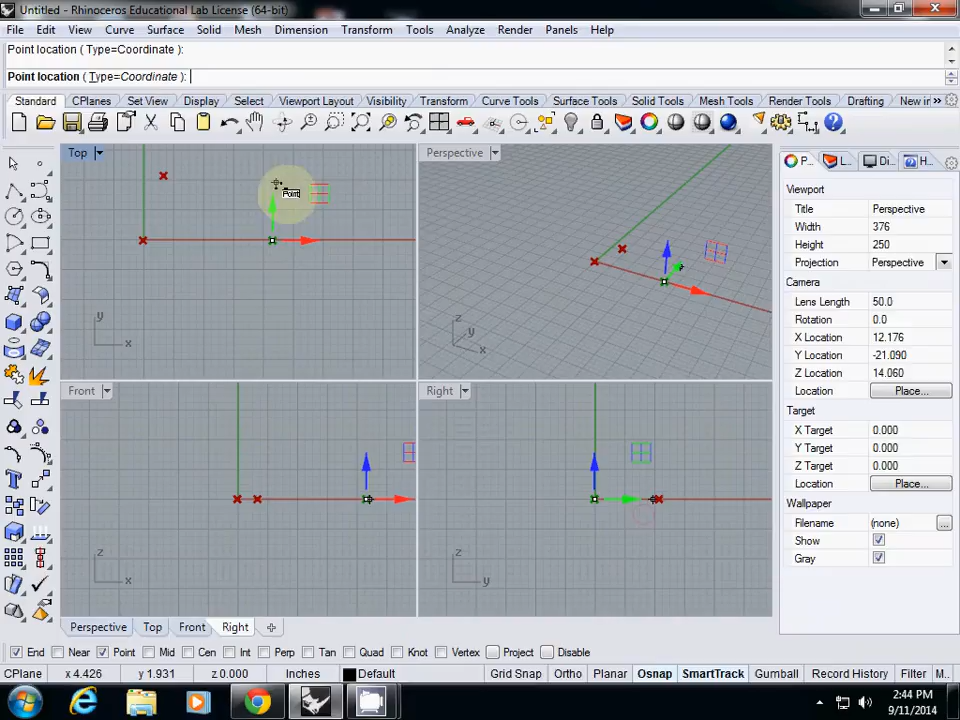 Untitled - Rhinoceros Educational Lab License (64-bit)
File Edit View Curve Surface Solid Mesh Dimension Transform Tools Analyze Render Panels Help
Point location ( Type=Coordinate ):
Point location ( Type=Coordinate ):
Standard CPlanes Set View Display Select Viewport Layout Visibility Transform Curve Tools Surface Tools Solid Tools Mesh Tools Render Tools Drafting New in »
Top
Perspective
P... L... Di... H...
Point
Viewport
Title Perspective
Width 376
Height 250
Projection Perspective
Camera
Lens Length 50.0
Rotation 0.0
X Location 12.176
Y Location -21.090
Z Location 14.060
Location Place...
Target
X Target 0.000
Y Target 0.000
Z Target 0.000
Location Place...
Wallpaper
Filename (none) ...
Show
Gray
y
x
z
y
x
Front
Right
z
x
z
y
Perspective Top Front Right
End Near Point Mid Cen Int Perp Tan Quad Knot Vertex Project Disable
CPlane x 4.426 y 1.931 z 0.000 Inches Default Grid Snap Ortho Planar Osnap SmartTrack Gumball Record History Filter M...
2:44 PM
9/11/2014